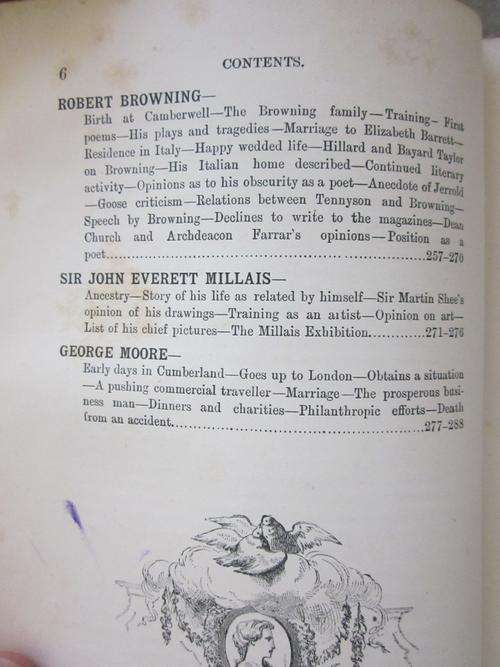 6
CONTENTS.
ROBERT BROWNING—
Birth at Camberwell—The Browning family—Training—First
poems—His plays and tragedies—Marriage to Elizabeth Barrett—
Residence in Italy—Happy wedded life—Hillard and Bayard Taylor
on Browning—His Italian home described—Continued literary
activity—Opinions as to his obscurity as a poet—Anecdote of Jerrold
—Goose criticism—Relations between Tennyson and Browning—
Speech by Browning—Declines to write to the magazines—Dean
Church and Archdeacon Farrar's opinions—Position as a
poet....................257-270
SIR JOHN EVERETT MILLAIS—
Ancestry—Story of his life as related by himself—Sir Martin Shee's
opinion of his drawings—Training as an artist—Opinion on art—
List of his chief pictures—The Millais Exhibition.............271-276
GEORGE MOORE—
Early days in Cumberland—Goes up to London—Obtains a situation
—A pushing commercial traveller—Marriage—The prosperous busi-
ness man—Dinners and charities—Philanthropic efforts—Death
from an accident....................277-288